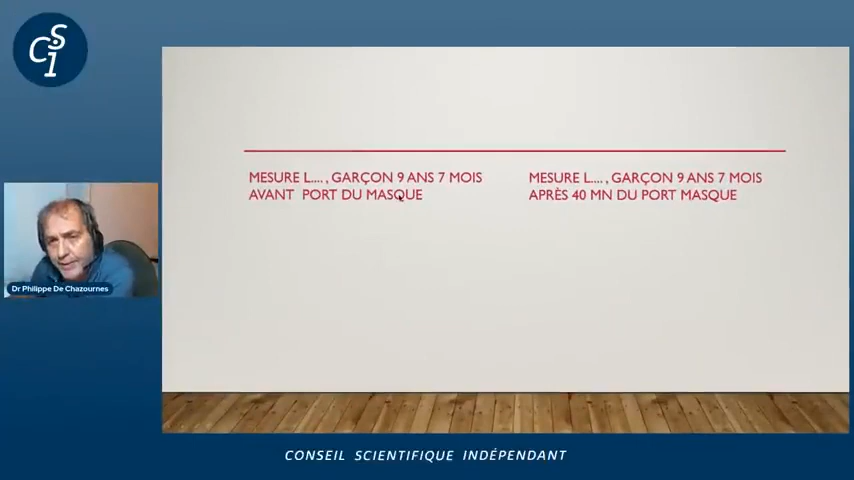 CSI
MESURE L...., GARÇON 9 ANS 7 MOIS
AVANT PORT DU MASQUE
MESURE L...., GARÇON 9 ANS 7 MOIS
APRÈS 40 MN DU PORT MASQUE
Dr Philippe De Chazournes
CONSEIL SCIENTIFIQUE INDÉPENDANT